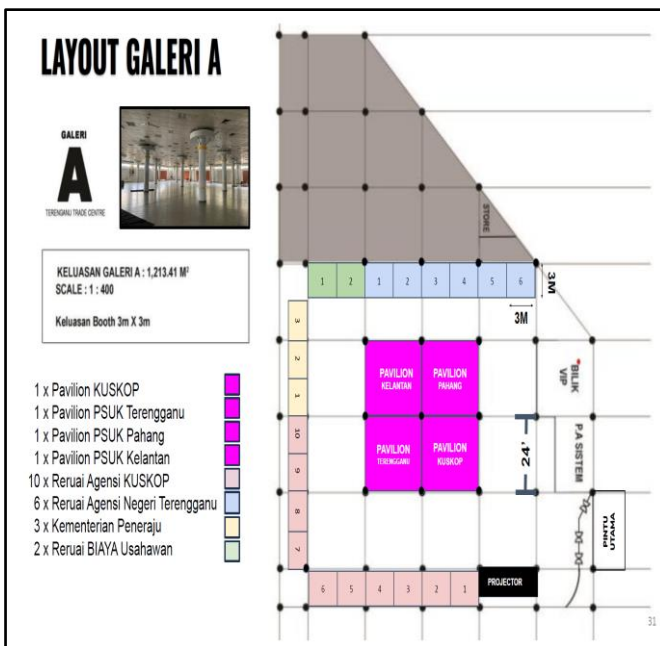 LAYOUT GALERI A
GALERI
A
TERENGANU TRADE CENTRE
KELUASAN GALERI A : 1,213.41 M²
SCALE : 1 : 400
Keluasan Booth 3m X 3m
1 x Pavilion KUSKOP
1 x Pavilion PSUK Terengganu
1 x Pavilion PSUK Pahang
1 x Pavilion PSUK Kelantan
10 x Reruai Agensi KUSKOP
6 x Reruai Agensi Negeri Terengganu
3 x Kementerian Peneraju
2 x Reruai BIAYA Usahawan
STORE
1 2 1 2 3 4 5 6
3M
3M
3
2
1
10
9
8
7
PAVILION
KELANTAN
PAVILION
PAHANG
PAVILION
TERENGGANU
PAVILION
KUSKOP
24'
BILIK
VIP
P.A SISTEM
PINTU
UTAMA
6 5 4 3 2 1
PROJECTOR
31